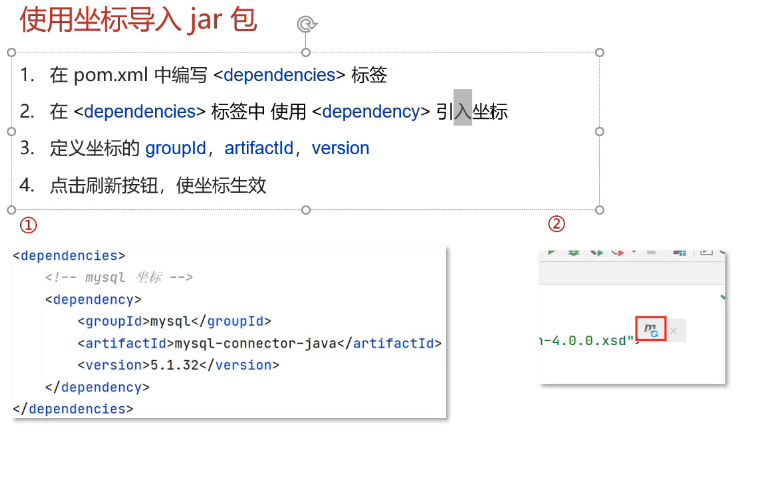 使用坐标导入 jar 包
1. 在 pom.xml 中编写 <dependencies> 标签
2. 在 <dependencies> 标签中 使用 <dependency> 引入坐标
3. 定义坐标的 groupId，artifactId，version
4. 点击刷新按钮，使坐标生效
①
②
<dependencies>
<!-- mysql 坐标 -->
<dependency>
<groupId>mysql</groupId>
<artifactId>mysql-connector-java</artifactId>
<version>5.1.32</version>
</dependency>
</dependencies>
m
n-4.0.0.xsd">